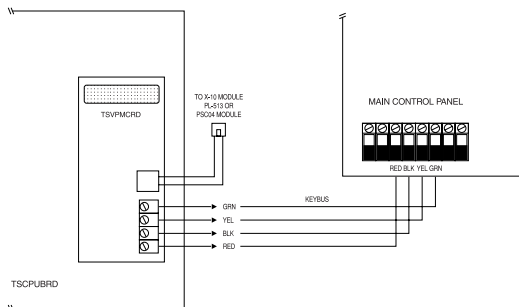 TO X-10 MODULE
PL-513 OR
PSC04 MODULE
MAIN CONTROL PANEL
TSVPMCRD
RED BLK YEL GRN
KEYBUS
GRN
YEL
BLK
RED
TSCPUBRD